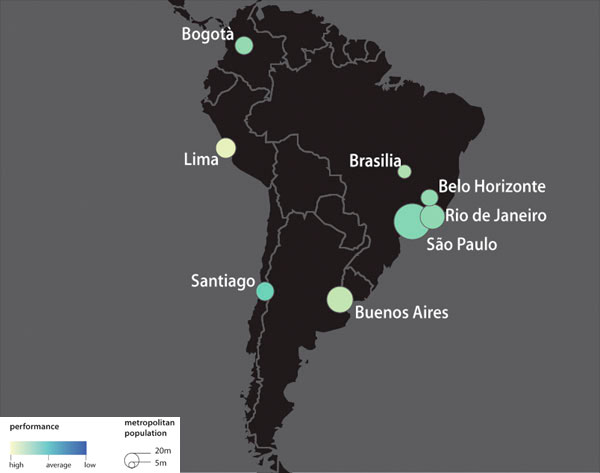 Bogotà
Lima
Brasilia
Belo Horizonte
Rio de Janeiro
São Paulo
Santiago
Buenos Aires
performance
high average low
metropolitan
population
20m
5m